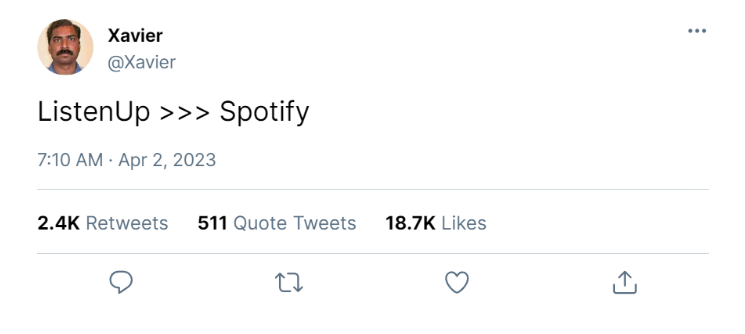 Xavier
@Xavier
ListenUp >>> Spotify
7:10 AM · Apr 2, 2023
2.4K Retweets 511 Quote Tweets 18.7K Likes